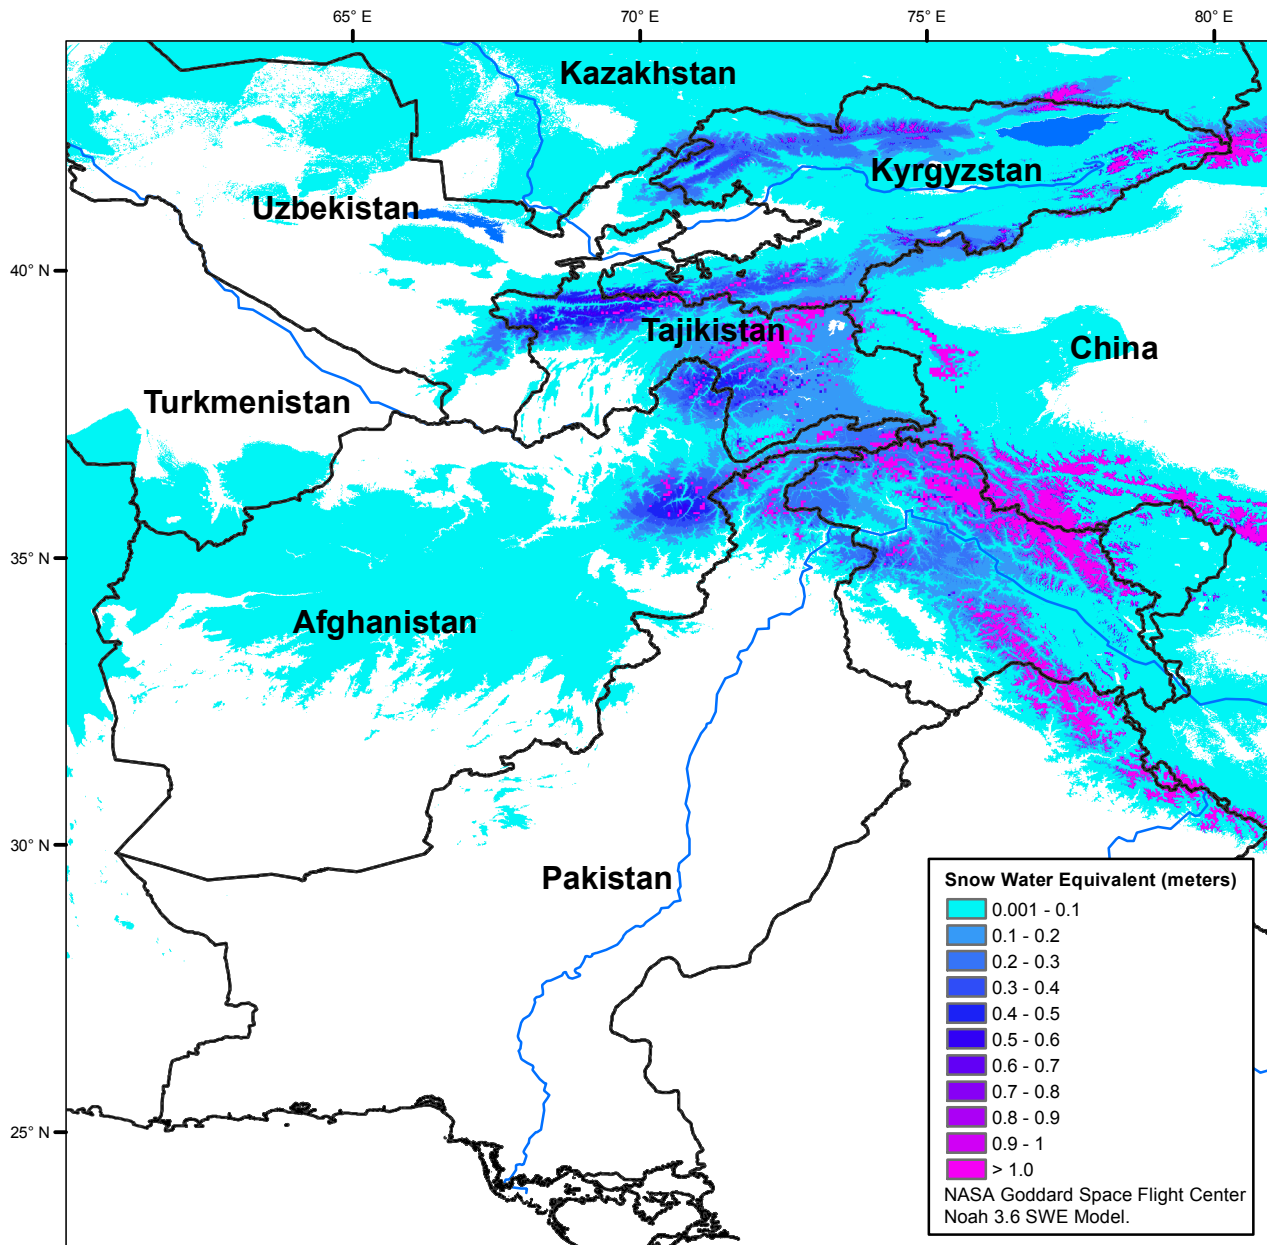 65° E
70° E
75° E
80° E
Kazakhstan
Kyrgyzstan
Uzbekistan
40° N
Tajikistan
China
Turkmenistan
35° N
Afghanistan
30° N
Pakistan
25° N
Snow Water Equivalent (meters)
0.001 - 0.1
0.1 - 0.2
0.2 - 0.3
0.3 - 0.4
0.4 - 0.5
0.5 - 0.6
0.6 - 0.7
0.7 - 0.8
0.8 - 0.9
0.9 - 1
> 1.0
NASA Goddard Space Flight Center
Noah 3.6 SWE Model.